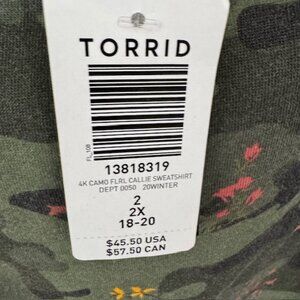 TORRID
FL_108
13818319
4K CAMO FLRL CALLIE SWEATSHIRT
DEPT 0050 20WINTER
2
2X
18-20
$45.50 USA
$57.50 CAN